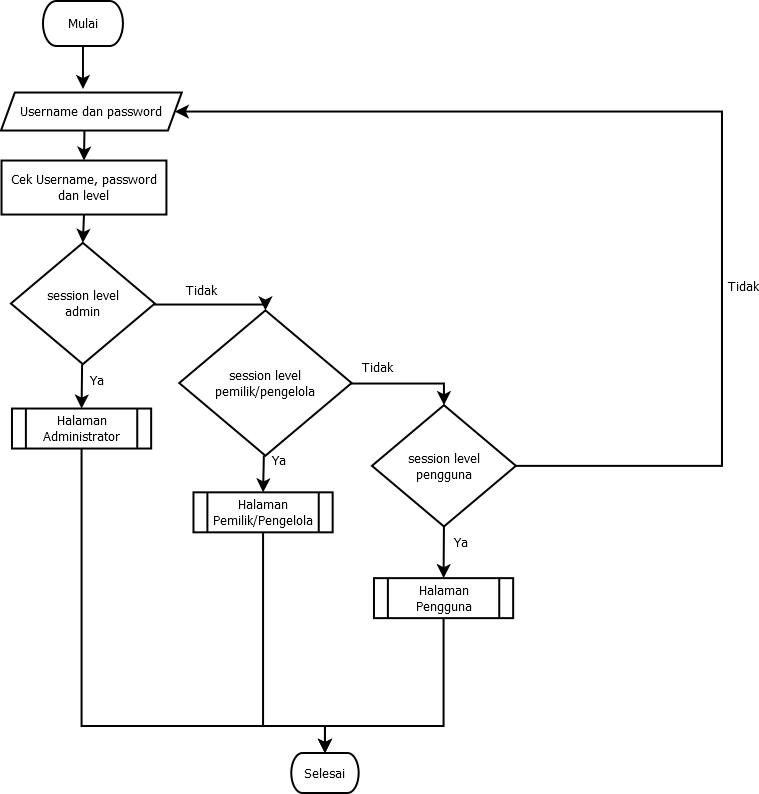 Mulai
Username dan password
Cek Username, password
dan level
session level
admin
Tidak
Ya
Halaman
Administrator
session level
pemilik/pengelola
Tidak
Ya
Halaman
Pemilik/Pengelola
session level
pengguna
Tidak
Ya
Halaman
Pengguna
Selesai